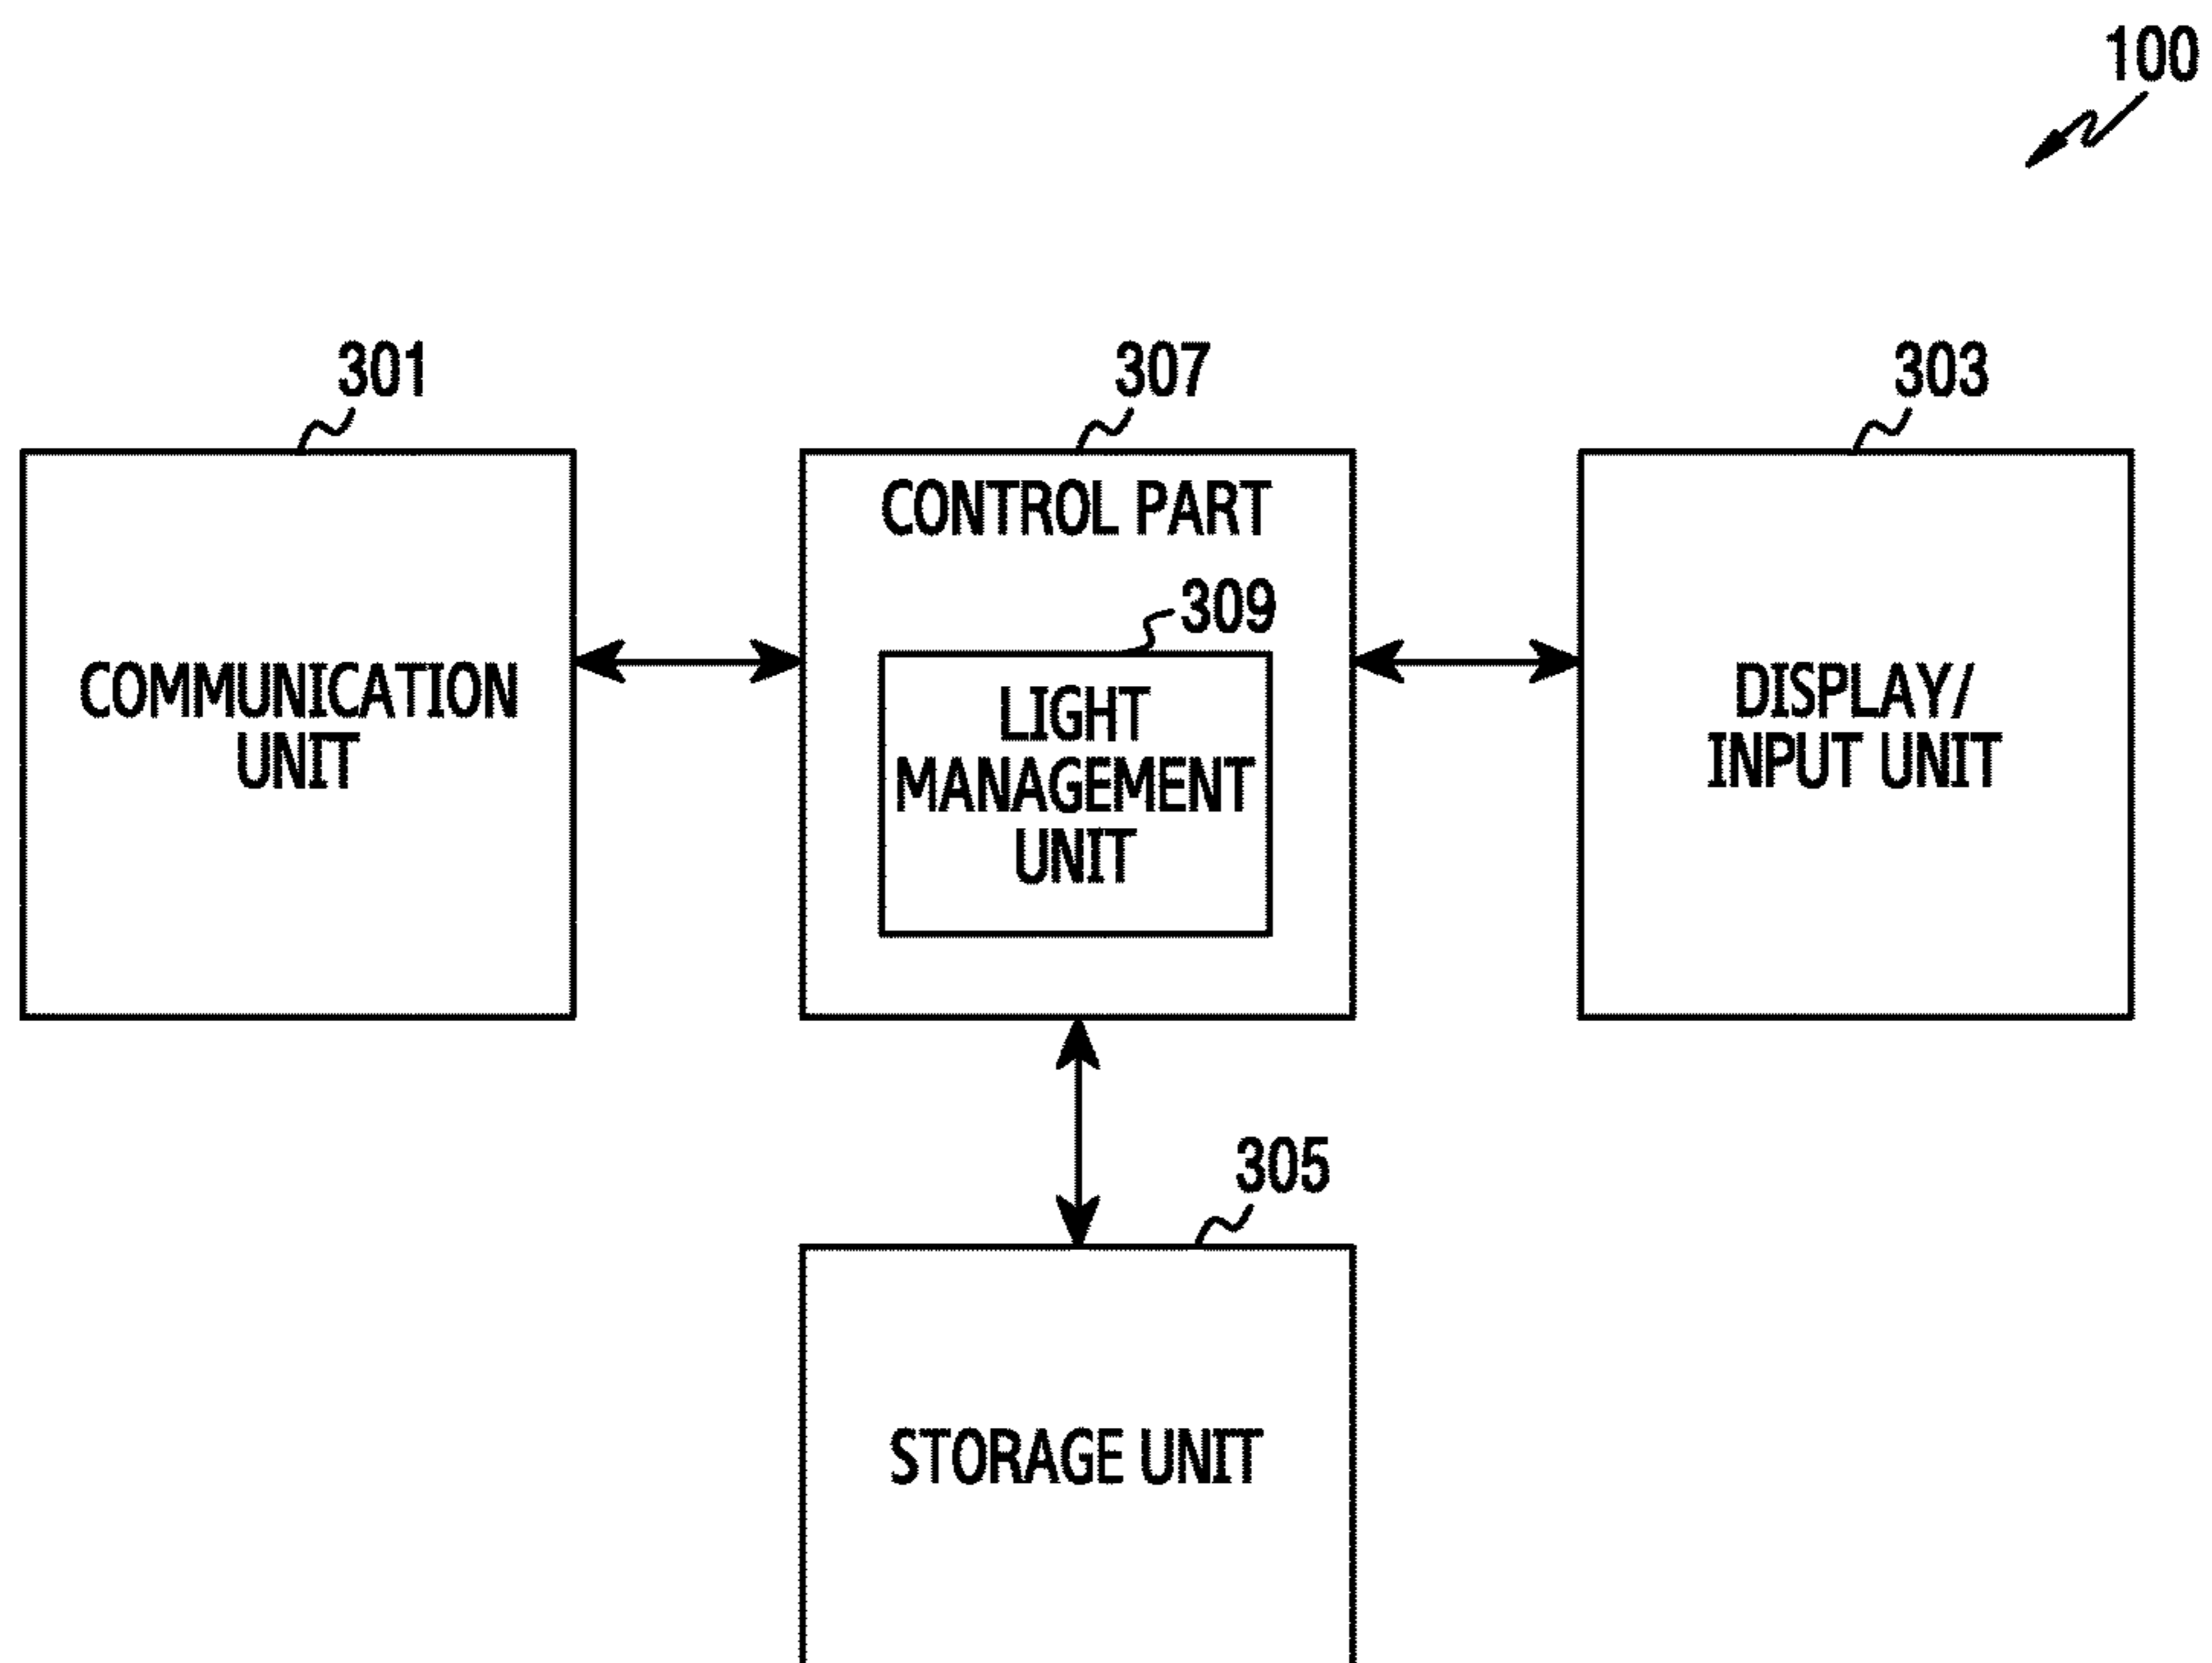 100
301
307
303
CONTROL PART
309
COMMUNICATION
UNIT
LIGHT
MANAGEMENT
UNIT
DISPLAY/
INPUT UNIT
305
STORAGE UNIT